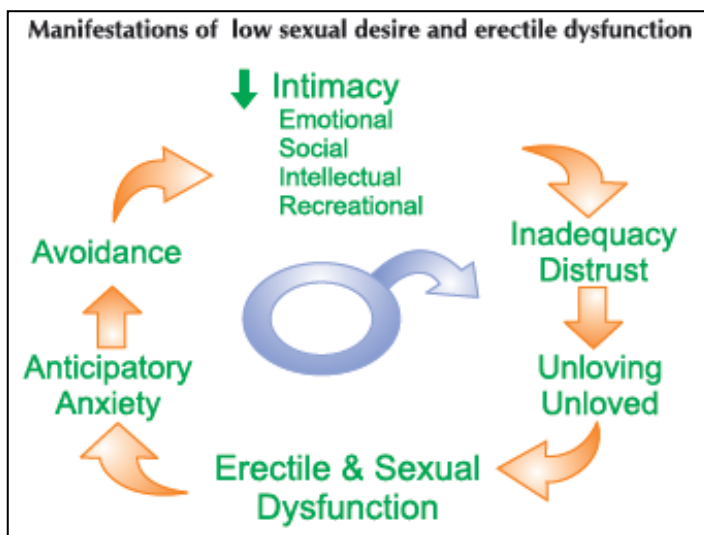 Manifestations of low sexual desire and erectile dysfunction
Intimacy
Emotional
Social
Intellectual
Recreational
Inadequacy
Distrust
Unloving
Unloved
Erectile & Sexual
Dysfunction
Anticipatory
Anxiety
Avoidance